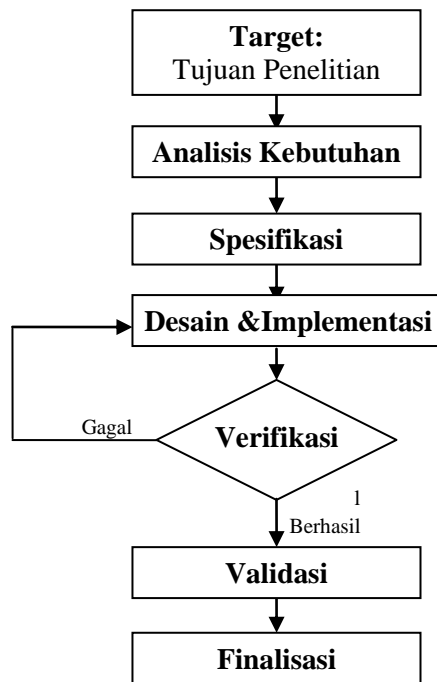 Target:
Tujuan Penelitian
Analisis Kebutuhan
Spesifikasi
Desain &Implementasi
Gagal
Verifikasi
l
Berhasil
Validasi
Finalisasi